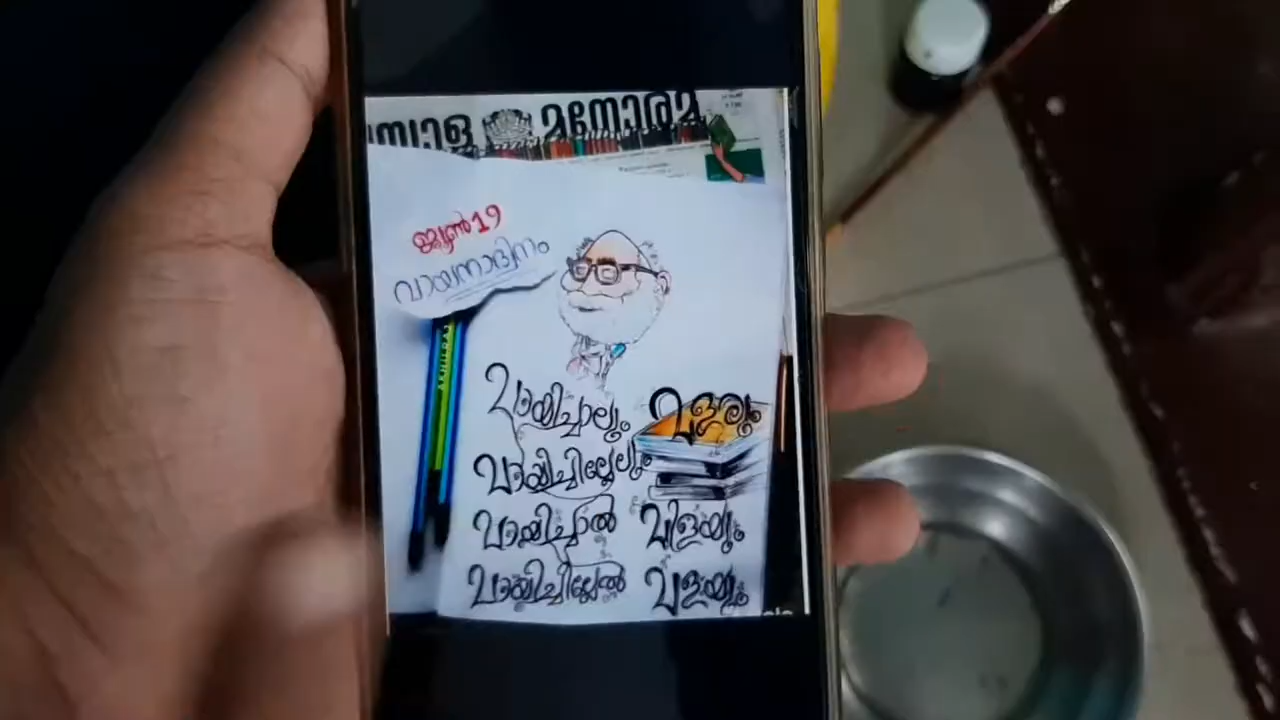 മനോരമ
ജൂൺ 19
വായനാദിനം
വായിച്ചാലും വളരും
വായിച്ചില്ലേലും
വായിച്ചാൽ വിളയും
വായിച്ചില്ലേൽ വളയും